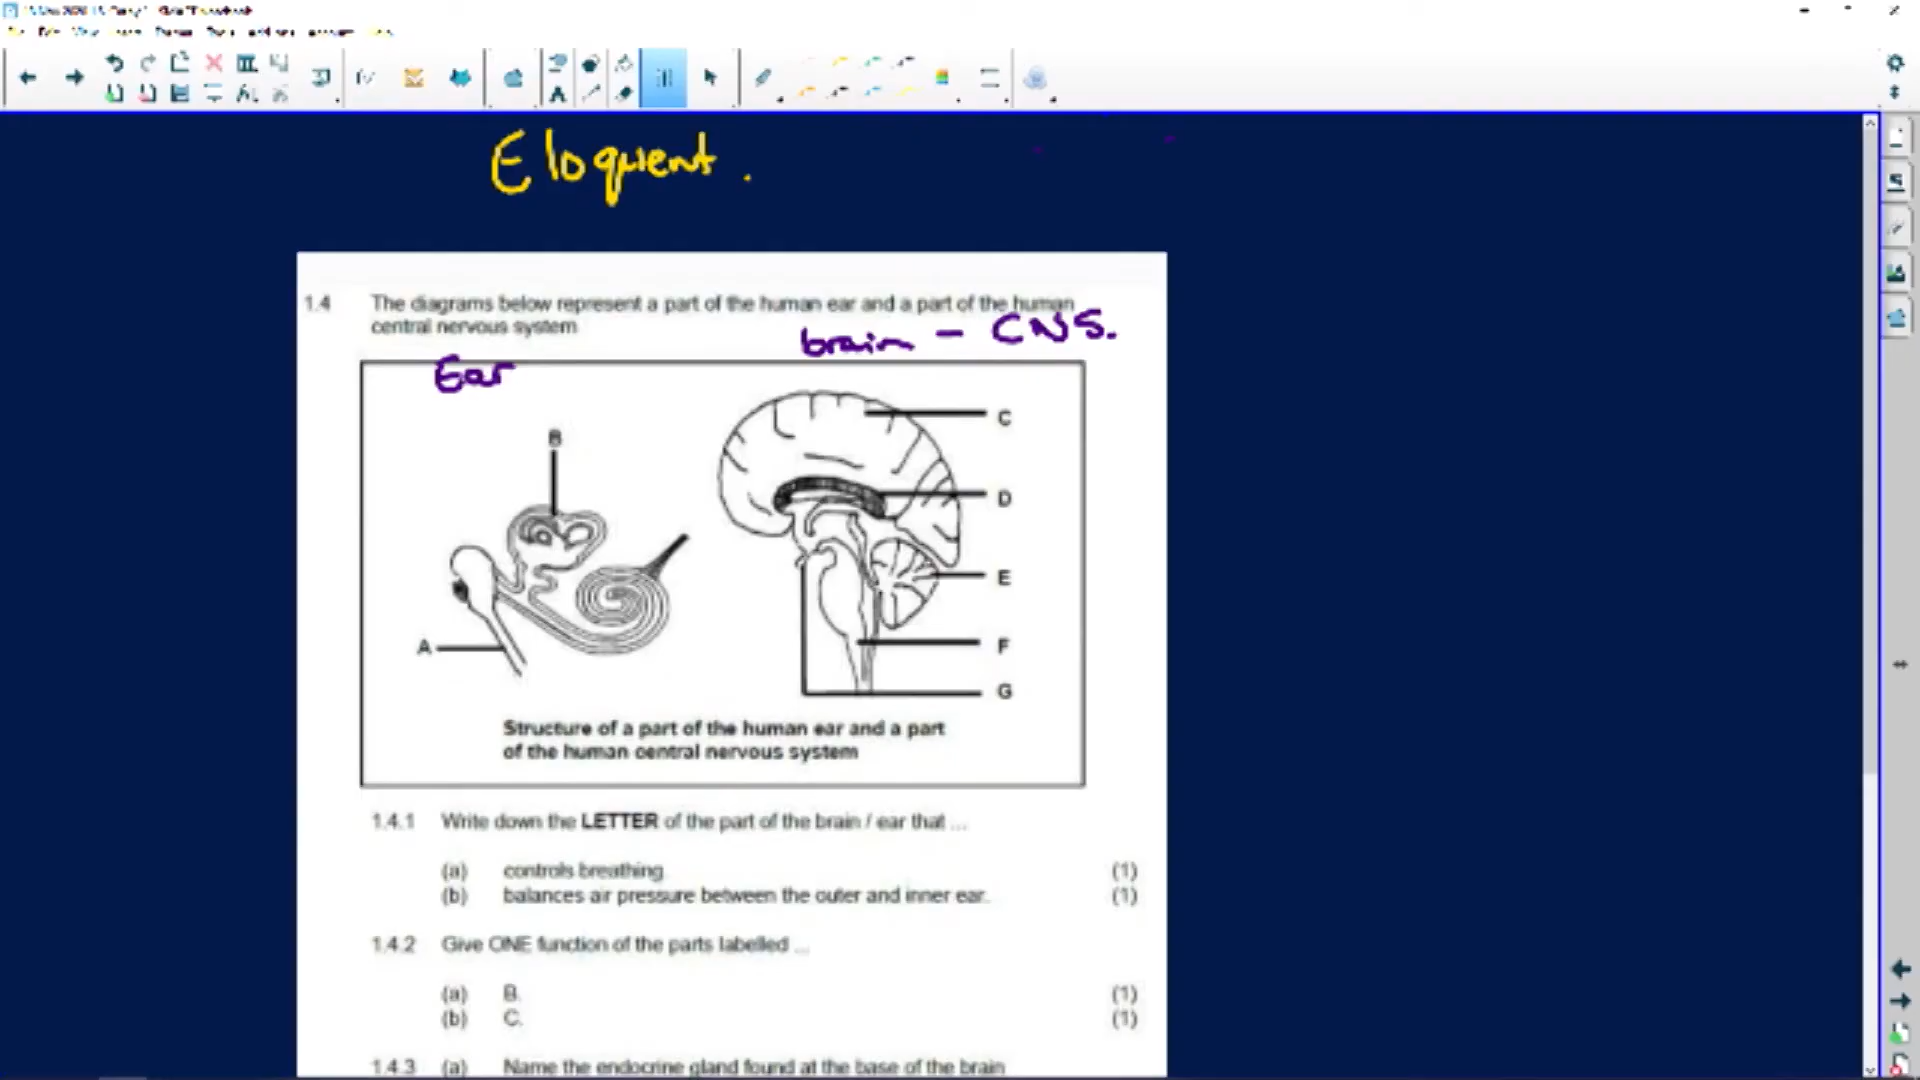 Eloquent.
1.4 The diagrams below represent a part of the human ear and a part of the human
central nervous system
brain - CNS.
Ear
B
C
D
E
A
F
G
Structure of a part of the human ear and a part
of the human central nervous system
1.4.1 Write down the LETTER of the part of the brain / ear that ...
(a) controls breathing (1)
(b) balances air pressure between the outer and inner ear. (1)
1.4.2 Give ONE function of the parts labelled ...
(a) B. (1)
(b) C. (1)
1.4.3 (a) Name the endocrine gland found at the base of the brain